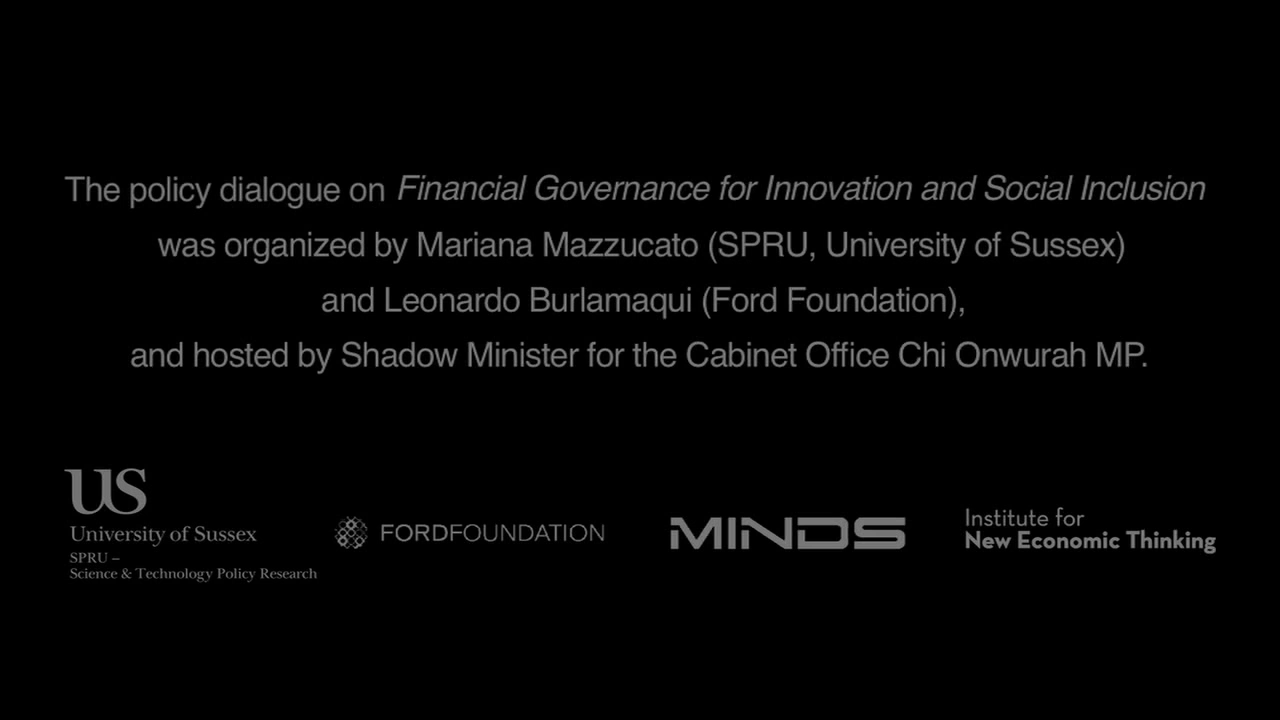 The policy dialogue on Financial Governance for Innovation and Social Inclusion
was organized by Mariana Mazzucato (SPRU, University of Sussex)
and Leonardo Burlamaqui (Ford Foundation),
and hosted by Shadow Minister for the Cabinet Office Chi Onwurah MP.
US
University of Sussex
SPRU –
Science & Technology Policy Research
FORDFOUNDATION
MINDS
Institute for
New Economic Thinking